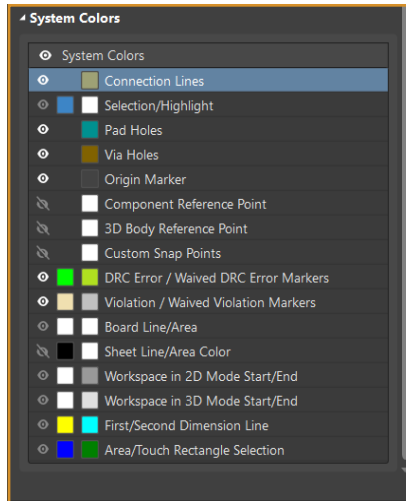 System Colors
System Colors
Connection Lines
Selection/Highlight
Pad Holes
Via Holes
Origin Marker
Component Reference Point
3D Body Reference Point
Custom Snap Points
DRC Error / Waived DRC Error Markers
Violation / Waived Violation Markers
Board Line/Area
Sheet Line/Area Color
Workspace in 2D Mode Start/End
Workspace in 3D Mode Start/End
First/Second Dimension Line
Area/Touch Rectangle Selection